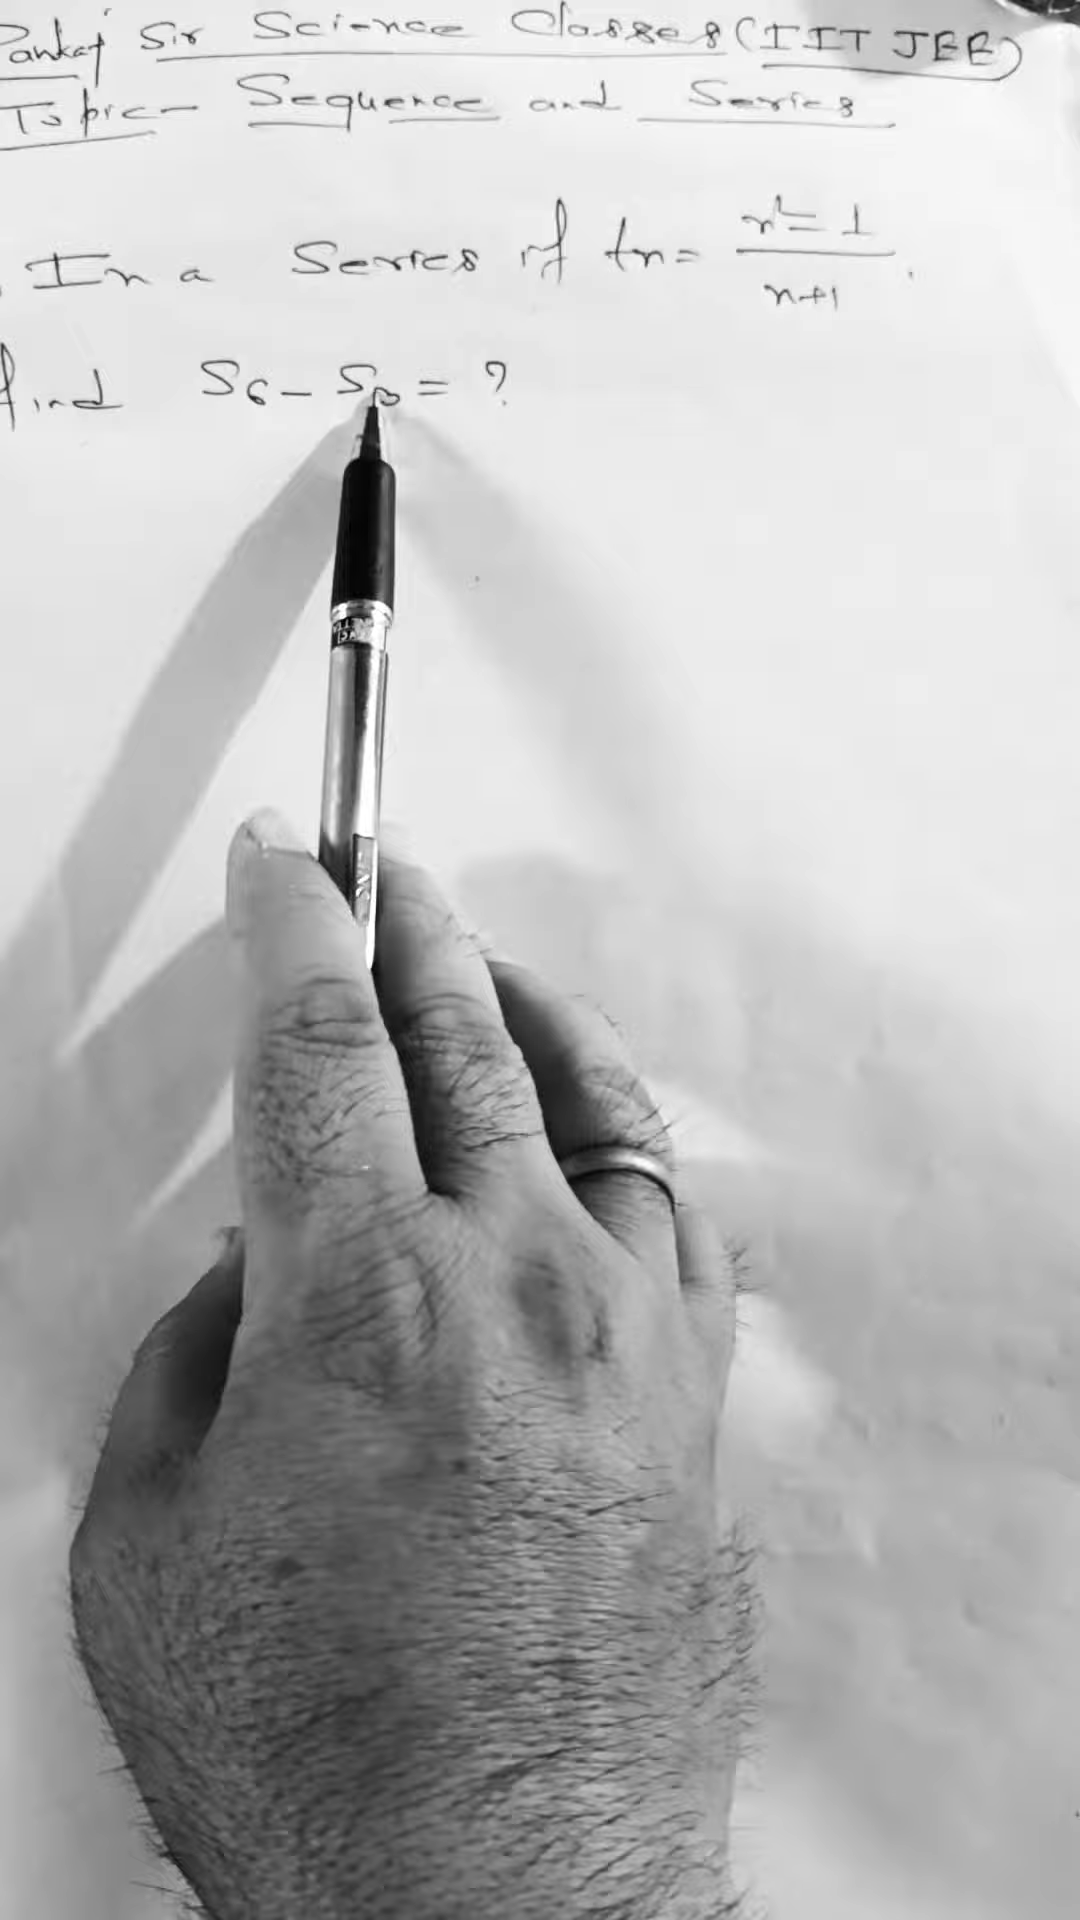 Pankaj Sir Science Classes (IIT JEE)
Topic- Sequence and Series
In a Series if tn = n²-1 / n+1 .
find S6 - S3 = ?